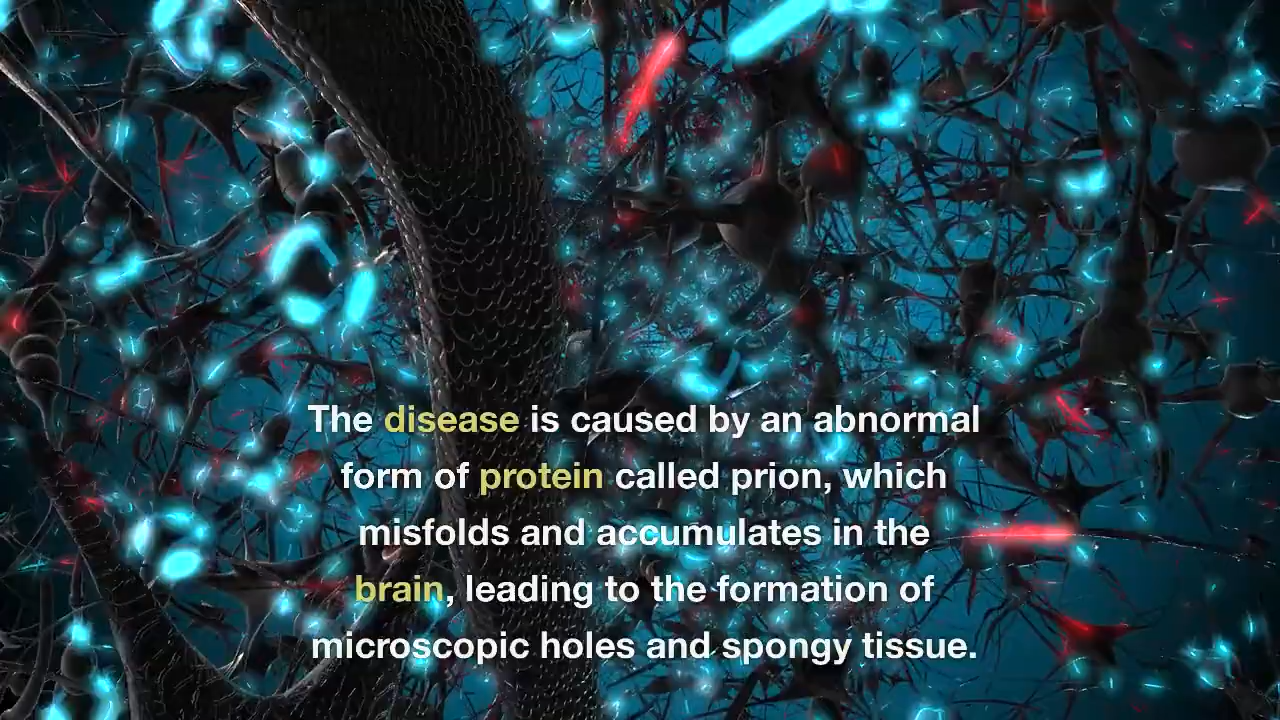 The disease is caused by an abnormal
form of protein called prion, which
misfolds and accumulates in the
brain, leading to the formation of
microscopic holes and spongy tissue.